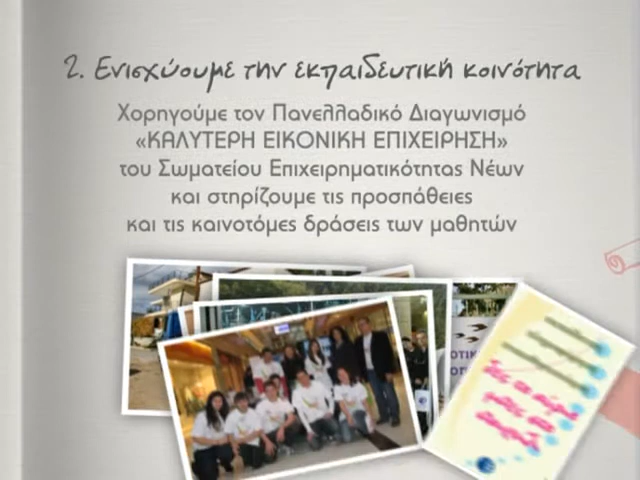 2. Ενισχύουμε την εκπαιδευτική κοινότητα
Χορηγούμε τον Πανελλαδικό Διαγωνισμό
«ΚΑΛΥΤΕΡΗ ΕΙΚΟΝΙΚΗ ΕΠΙΧΕΙΡΗΣΗ»
του Σωματείου Επιχειρηματικότητας Νέων
και στηρίζουμε τις προσπάθειες
και τις καινοτόμες δράσεις των μαθητών